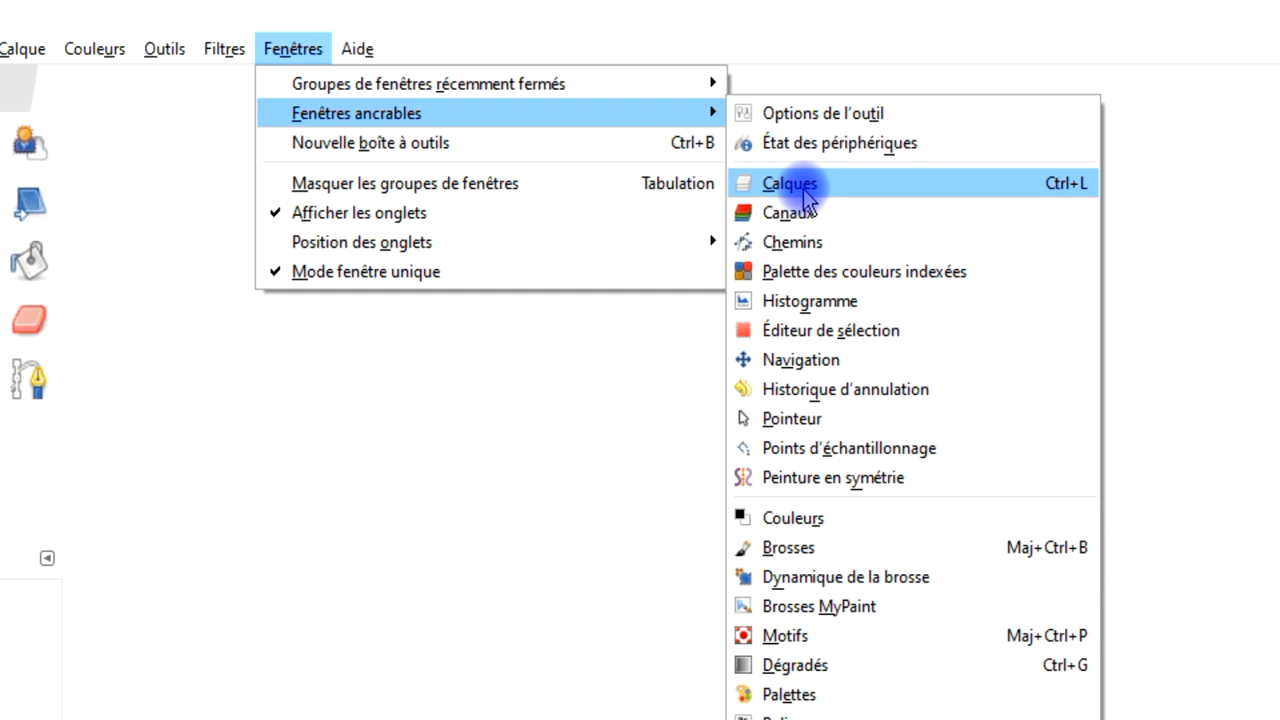 Calque Couleurs Outils Filtres Fenêtres Aide
Groupes de fenêtres récemment fermés
Fenêtres ancrables
Nouvelle boîte à outils Ctrl+B
Masquer les groupes de fenêtres Tabulation
Afficher les onglets
Position des onglets
Mode fenêtre unique
Options de l'outil
État des périphériques
Calques Ctrl+L
Canaux
Chemins
Palette des couleurs indexées
Histogramme
Éditeur de sélection
Navigation
Historique d'annulation
Pointeur
Points d'échantillonnage
Peinture en symétrie
Couleurs
Brosses Maj+Ctrl+B
Dynamique de la brosse
Brosses MyPaint
Motifs Maj+Ctrl+P
Dégradés Ctrl+G
Palettes